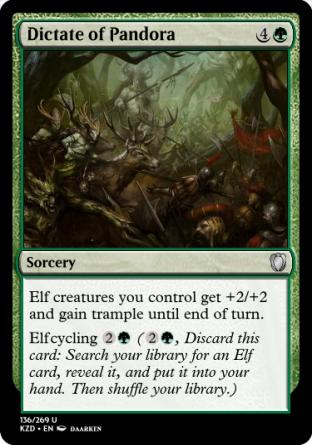 Dictate of Pandora 4
Sorcery
Elf creatures you control get +2/+2
and gain trample until end of turn.
Elfcycling 2 ( 2 , Discard this
card: Search your library for an Elf
card, reveal it, and put it into your
hand. Then shuffle your library.)
136/269 U
KZD • EN DAARKEN